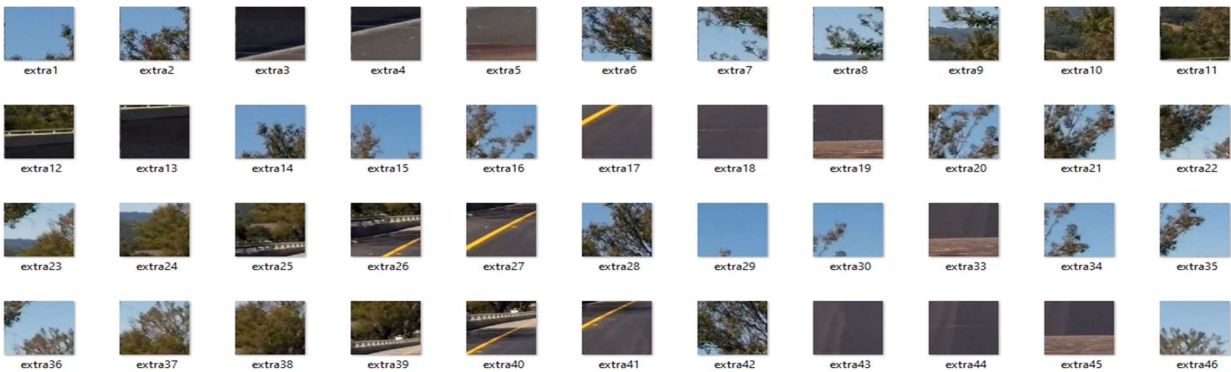 extra1 extra2 extra3 extra4 extra5 extra6 extra7 extra8 extra9 extra10 extra11
extra12 extra13 extra14 extra15 extra16 extra17 extra18 extra19 extra20 extra21 extra22
extra23 extra24 extra25 extra26 extra27 extra28 extra29 extra30 extra33 extra34 extra35
extra36 extra37 extra38 extra39 extra40 extra41 extra42 extra43 extra44 extra45 extra46